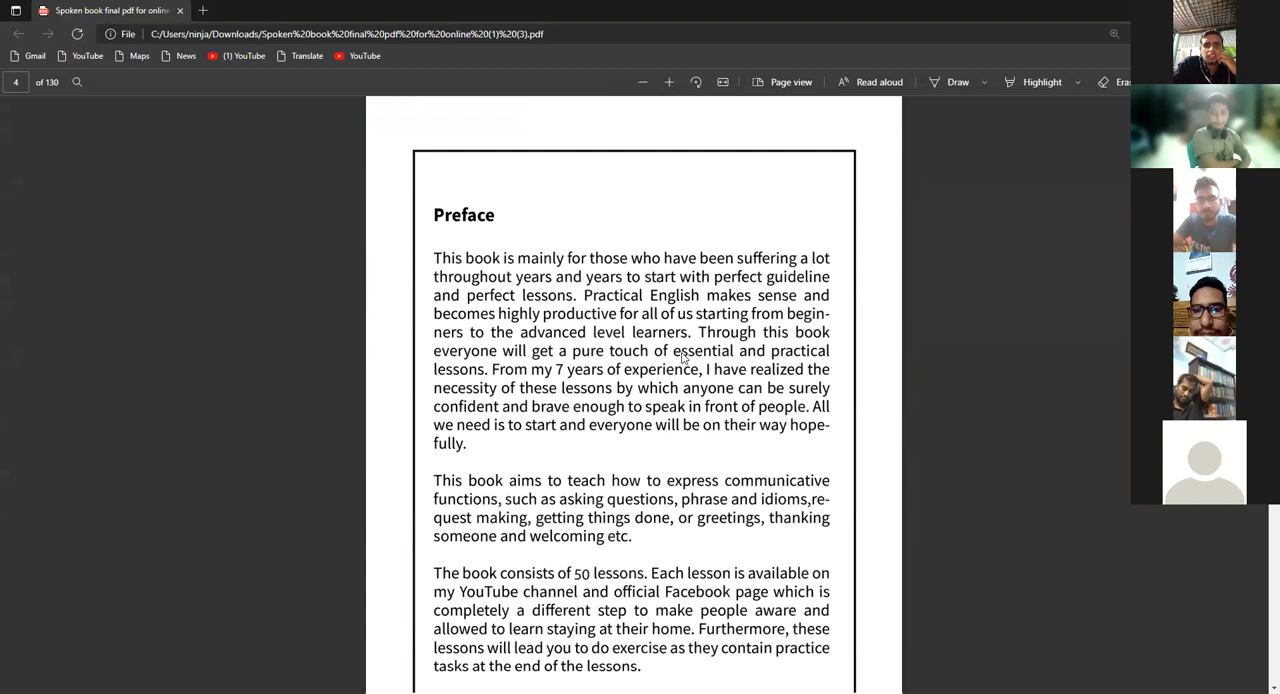 Spoken book final pdf for online
File
C:/Users/ninja/Downloads/Spoken%20book%20final%20pdf%20for%20online%20(1)%20(3).pdf
Gmail
YouTube
Maps
News
(1) YouTube
Translate
YouTube
4 of 130
Page view
Read aloud
Draw
Highlight
Eras
Preface
This book is mainly for those who have been suffering a lot
throughout years and years to start with perfect guideline
and perfect lessons. Practical English makes sense and
becomes highly productive for all of us starting from begin-
ners to the advanced level learners. Through this book
everyone will get a pure touch of essential and practical
lessons. From my 7 years of experience, I have realized the
necessity of these lessons by which anyone can be surely
confident and brave enough to speak in front of people. All
we need is to start and everyone will be on their way hope-
fully.
This book aims to teach how to express communicative
functions, such as asking questions, phrase and idioms,re-
quest making, getting things done, or greetings, thanking
someone and welcoming etc.
The book consists of 50 lessons. Each lesson is available on
my YouTube channel and official Facebook page which is
completely a different step to make people aware and
allowed to learn staying at their home. Furthermore, these
lessons will lead you to do exercise as they contain practice
tasks at the end of the lessons.